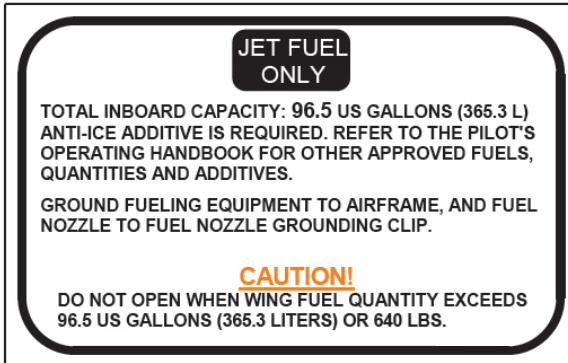 JET FUEL
ONLY
TOTAL INBOARD CAPACITY: 96.5 US GALLONS (365.3 L)
ANTI-ICE ADDITIVE IS REQUIRED. REFER TO THE PILOT'S
OPERATING HANDBOOK FOR OTHER APPROVED FUELS,
QUANTITIES AND ADDITIVES.
GROUND FUELING EQUIPMENT TO AIRFRAME, AND FUEL
NOZZLE TO FUEL NOZZLE GROUNDING CLIP.
CAUTION!
DO NOT OPEN WHEN WING FUEL QUANTITY EXCEEDS
96.5 US GALLONS (365.3 LITERS) OR 640 LBS.